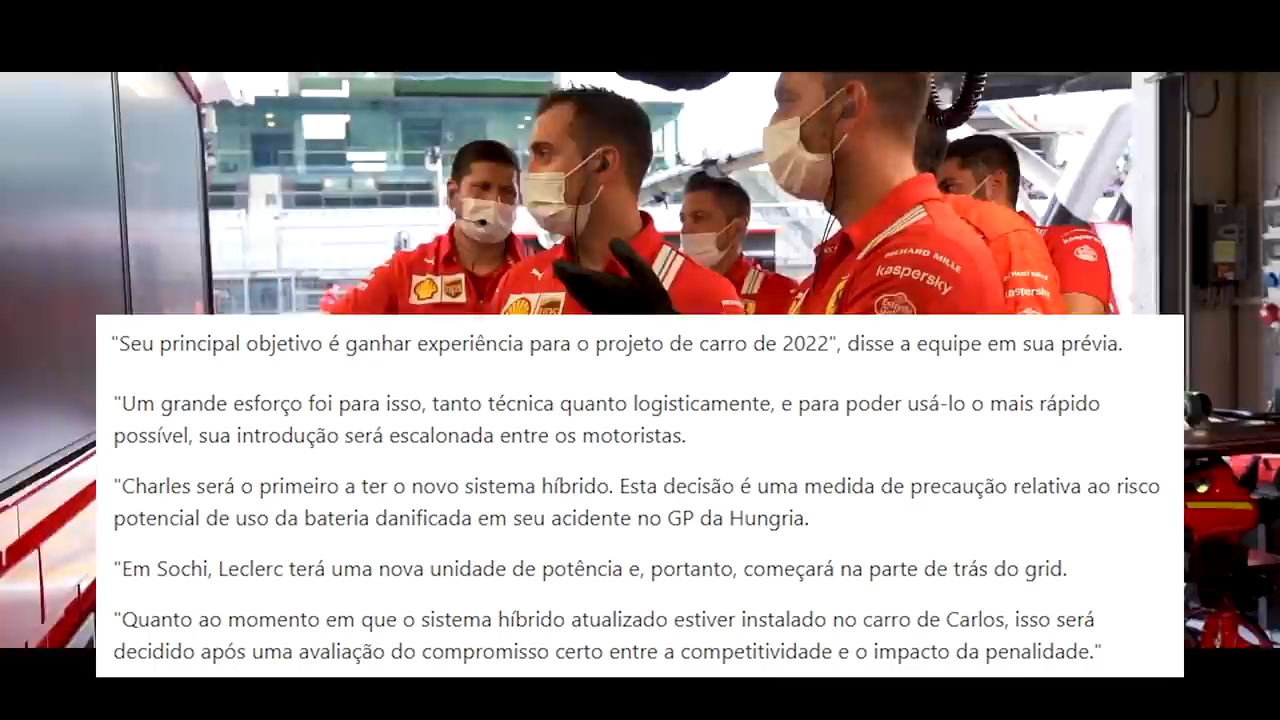 RICHARD MILLE
kaspersky
kaspersky
kaspersky
"Seu principal objetivo é ganhar experiência para o projeto de carro de 2022", disse a equipe em sua prévia.
"Um grande esforço foi para isso, tanto técnica quanto logisticamente, e para poder usá-lo o mais rápido
possível, sua introdução será escalonada entre os motoristas.
"Charles será o primeiro a ter o novo sistema híbrido. Esta decisão é uma medida de precaução relativa ao risco
potencial de uso da bateria danificada em seu acidente no GP da Hungria.
"Em Sochi, Leclerc terá uma nova unidade de potência e, portanto, começará na parte de trás do grid.
"Quanto ao momento em que o sistema híbrido atualizado estiver instalado no carro de Carlos, isso será
decidido após uma avaliação do compromisso certo entre a competitividade e o impacto da penalidade."